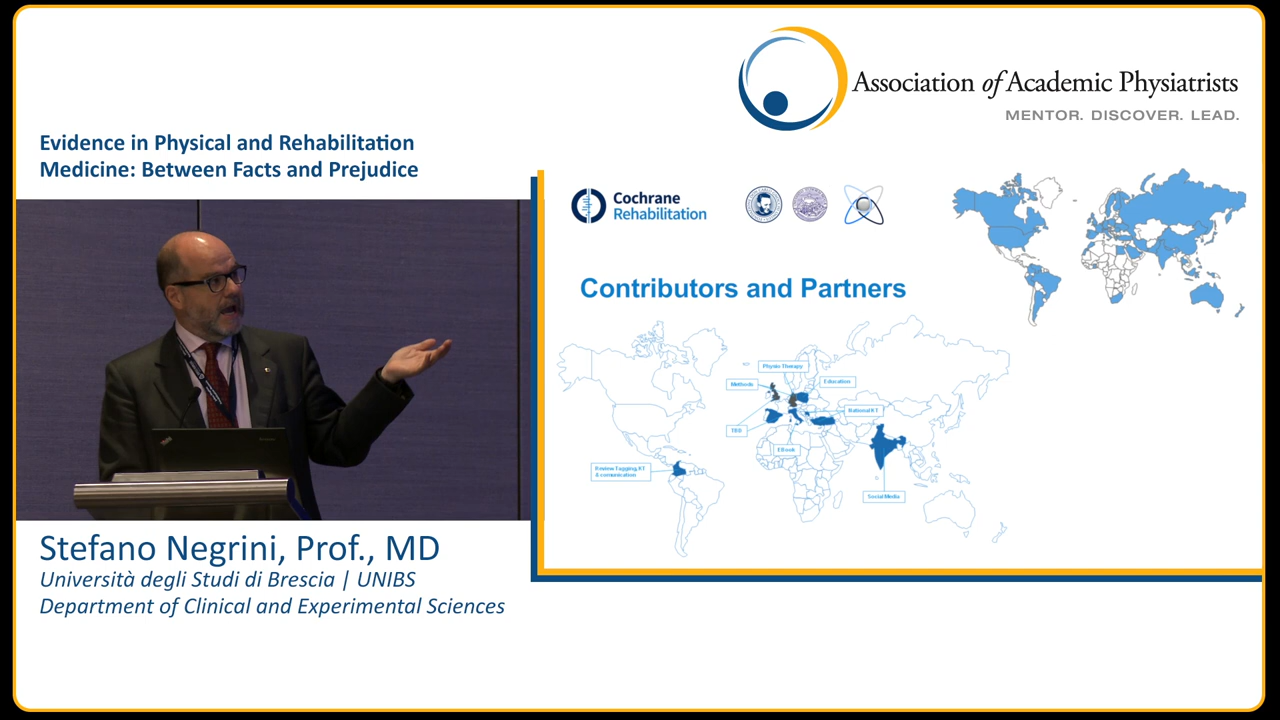 Association of Academic Physiatrists
MENTOR. DISCOVER. LEAD.
Evidence in Physical and Rehabilitation
Medicine: Between Facts and Prejudice
Cochrane
Rehabilitation
Contributors and Partners
Physio Therapy
Methods
Education
National KT
TBD
EBook
Review Tagging, KT
Social Media
Stefano Negrini, Prof., MD
Università degli Studi di Brescia | UNIBS
Department of Clinical and Experimental Sciences